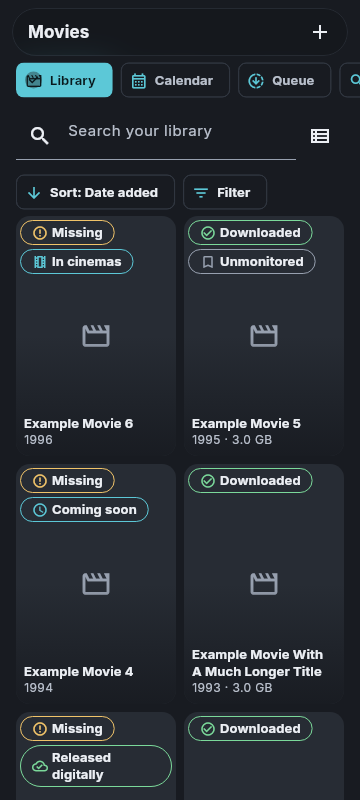 Movies
Library
Calendar
Queue
Search your library
Sort: Date added
Filter
Missing
In cinemas
Example Movie 6
1996
Downloaded
Unmonitored
Example Movie 5
1995 · 3.0 GB
Missing
Coming soon
Example Movie 4
1994
Downloaded
Example Movie With
A Much Longer Title
1993 · 3.0 GB
Missing
Released
digitally
Downloaded